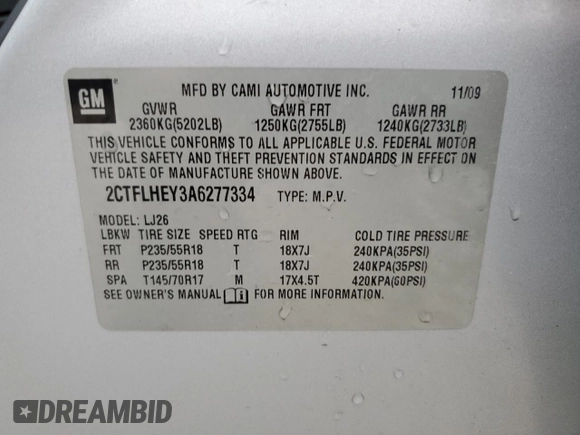 GM
MFD BY CAMI AUTOMOTIVE INC. 11/09
GVWR GAWR FRT GAWR RR
2360KG(5202LB) 1250KG(2755LB) 1240KG(2733LB)
THIS VEHICLE CONFORMS TO ALL APPLICABLE U.S. FEDERAL MOTOR
VEHICLE SAFETY AND THEFT PREVENTION STANDARDS IN EFFECT ON
THE DATE OF MANUFACTURE SHOWN ABOVE.
2CTFLHEY3A6277334 TYPE: M.P.V.
MODEL: LJ26
LBKW TIRE SIZE SPEED RTG RIM COLD TIRE PRESSURE
FRT P235/55R18 T 18X7J 240KPA(35PSI)
RR P235/55R18 T 18X7J 240KPA(35PSI)
SPA T145/70R17 M 17X4.5T 420KPA(60PSI)
SEE OWNER'S MANUAL i FOR MORE INFORMATION.
DREAMBID